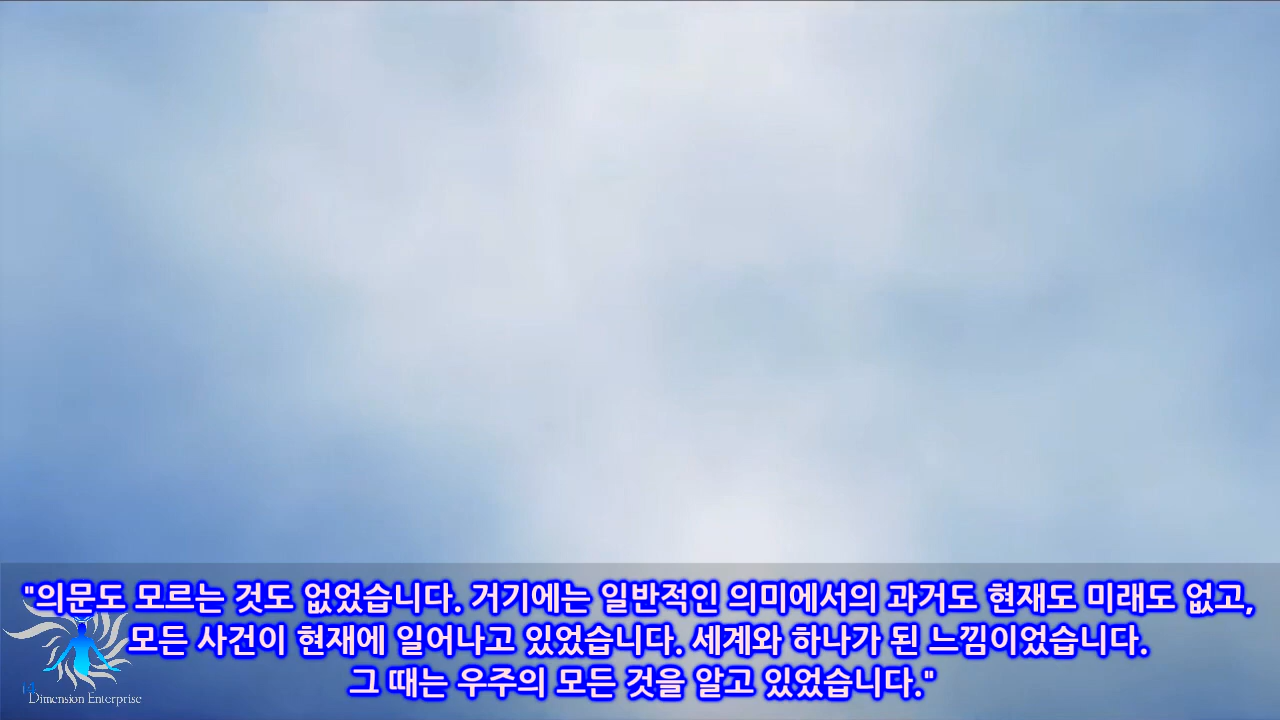 "의문도 모르는 것도 없었습니다. 거기에는 일반적인 의미에서의 과거도 현재도 미래도 없고,
모든 사건이 현재에 일어나고 있었습니다. 세계와 하나가 된 느낌이었습니다.
그 때는 우주의 모든 것을 알고 있었습니다."
Dimension Enterprise